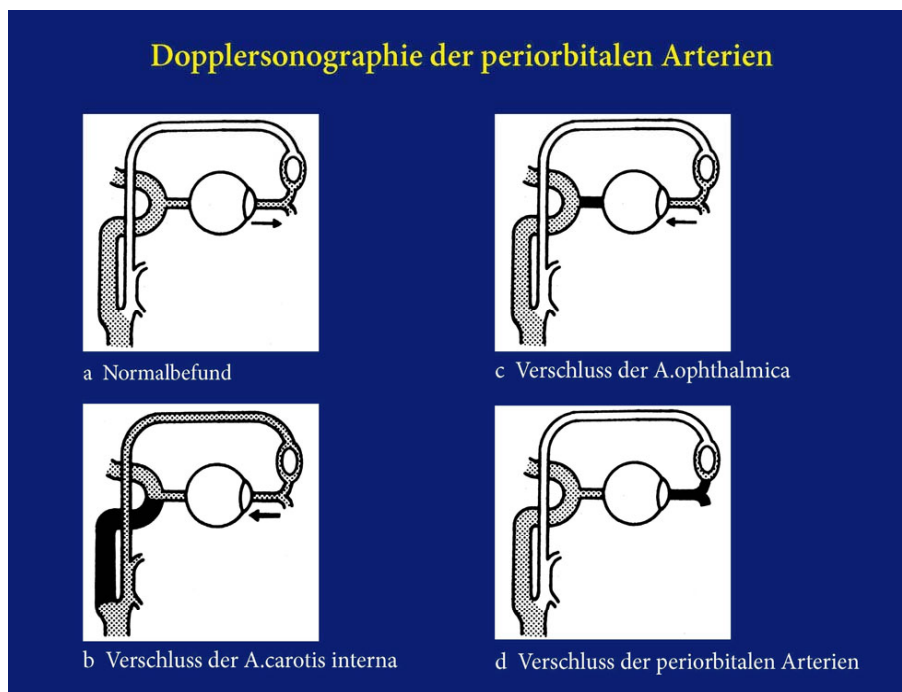 Dopplersonographie der periorbitalen Arterien
a Normalbefund
c Verschluss der A.ophthalmica
b Verschluss der A.carotis interna
d Verschluss der periorbitalen Arterien